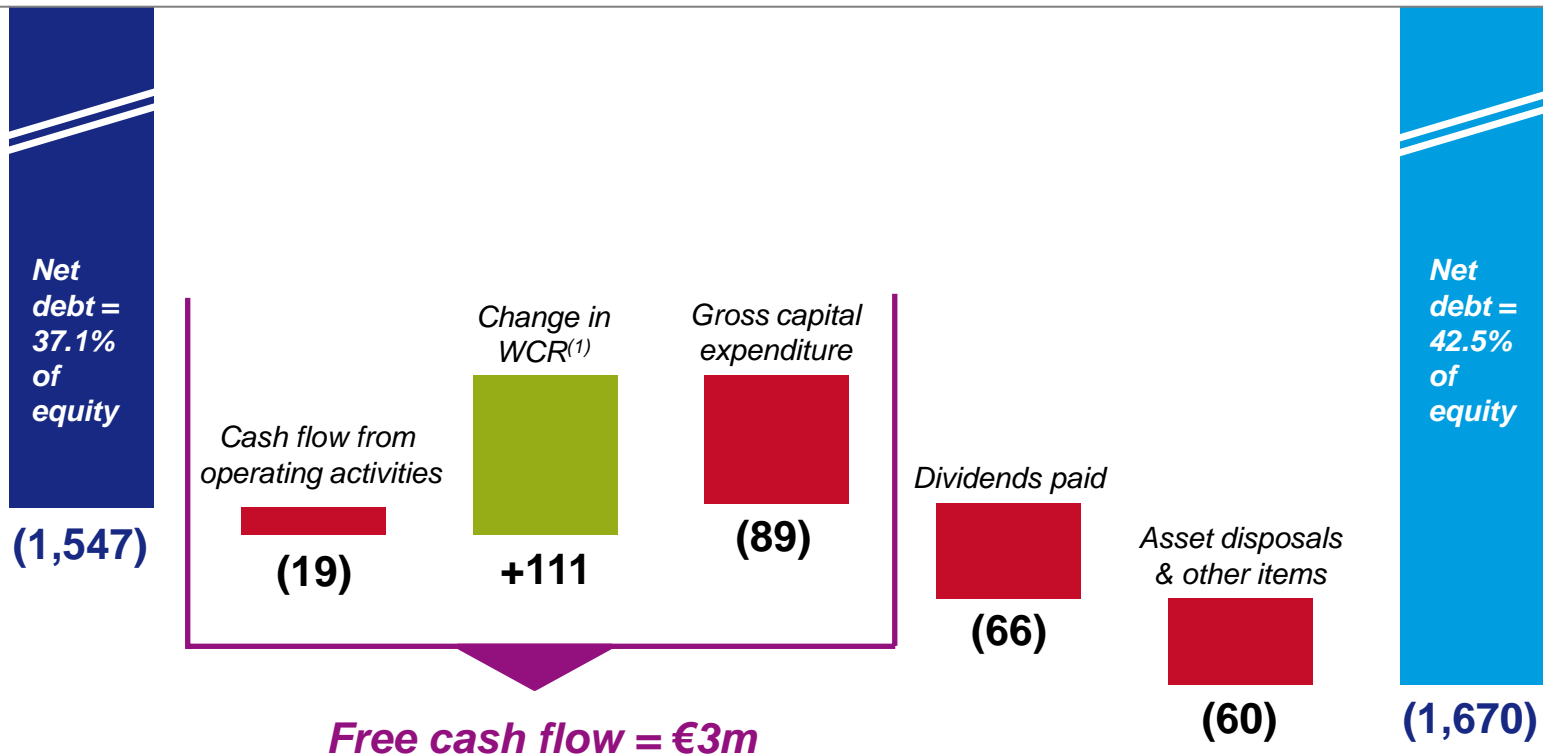 Net
debt =
37.1%
of
equity
(1,547)
Cash flow from
operating activities
(19)
Change in
WCR(1)
+111
Gross capital
expenditure
(89)
Free cash flow = €3m
Dividends paid
(66)
Asset disposals
& other items
(60)
Net
debt =
42.5%
of
equity
(1,670)